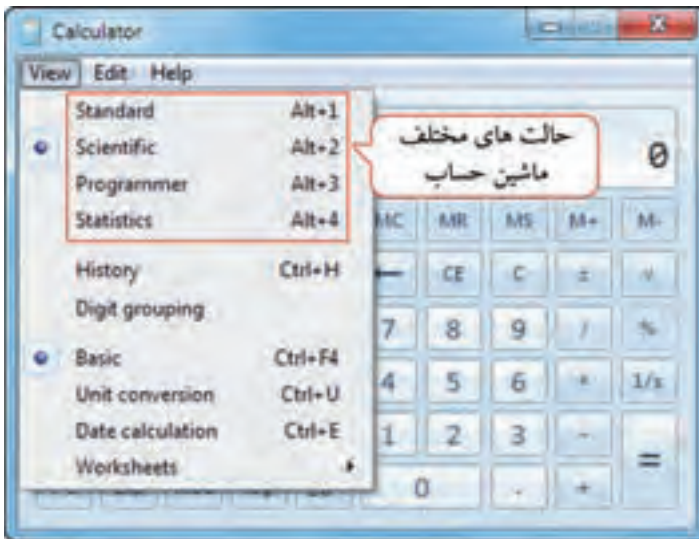 Calculator
View Edit Help
Standard Alt+1
Scientific Alt+2
Programmer Alt+3
Statistics Alt+4
History Ctrl+H
Digit grouping
Basic Ctrl+F4
Unit conversion Ctrl+U
Date calculation Ctrl+E
Worksheets
حالت های مختلف
ماشین حساب
0
MC MR MS M+ M-
← CE C ± √
7 8 9 / %
4 5 6 * 1/x
1 2 3 - =
0 . +